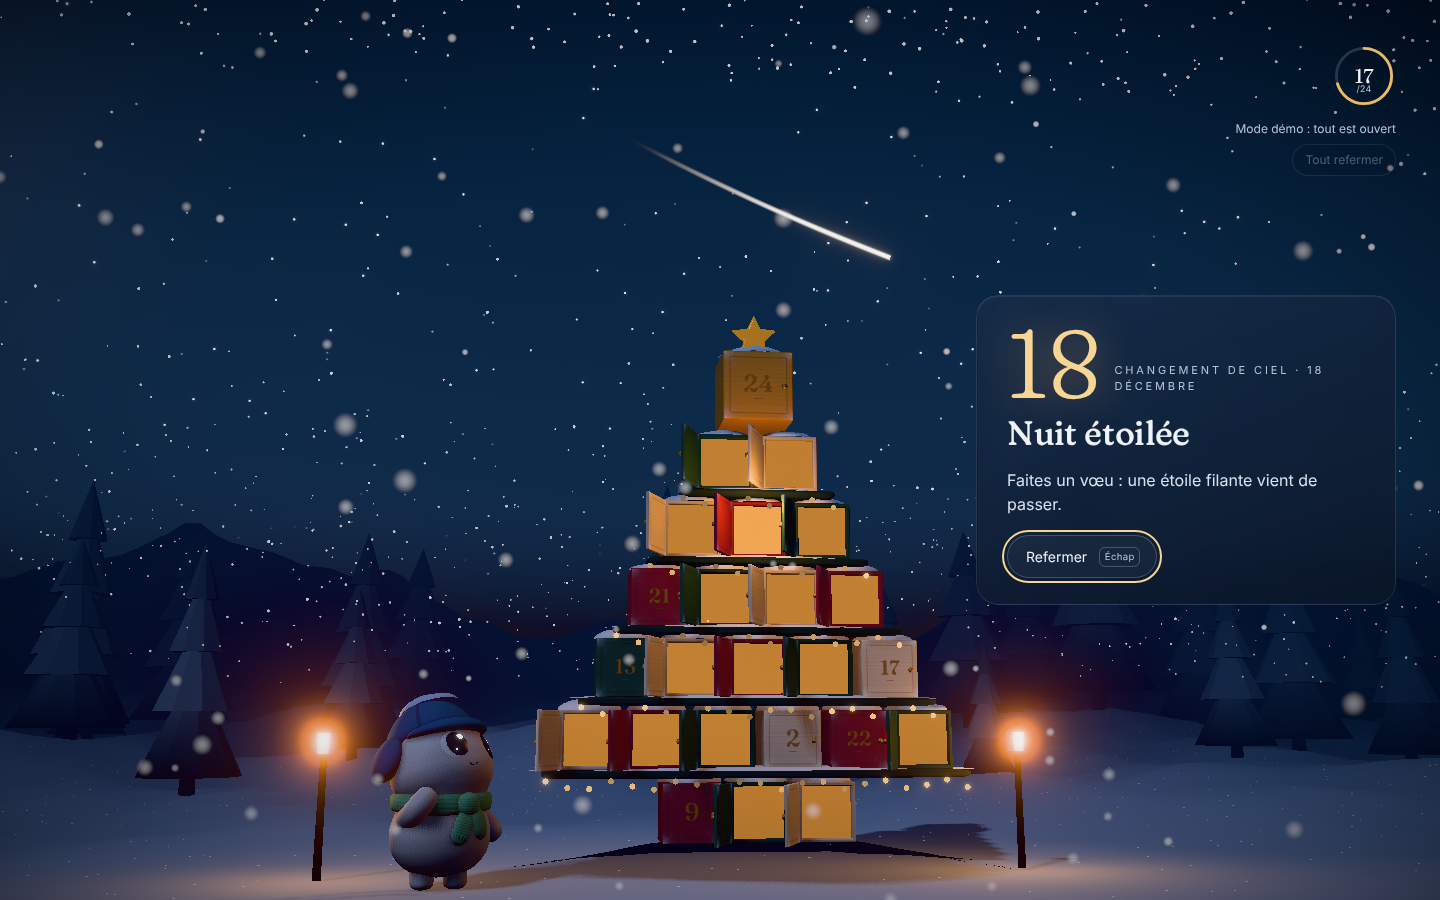 17
/24
Mode démo : tout est ouvert
Tout refermer
18
CHANGEMENT DE CIEL · 18
DÉCEMBRE
Nuit étoilée
Faites un vœu : une étoile filante vient de
passer.
Refermer Échap
24
21
17
2
22
9